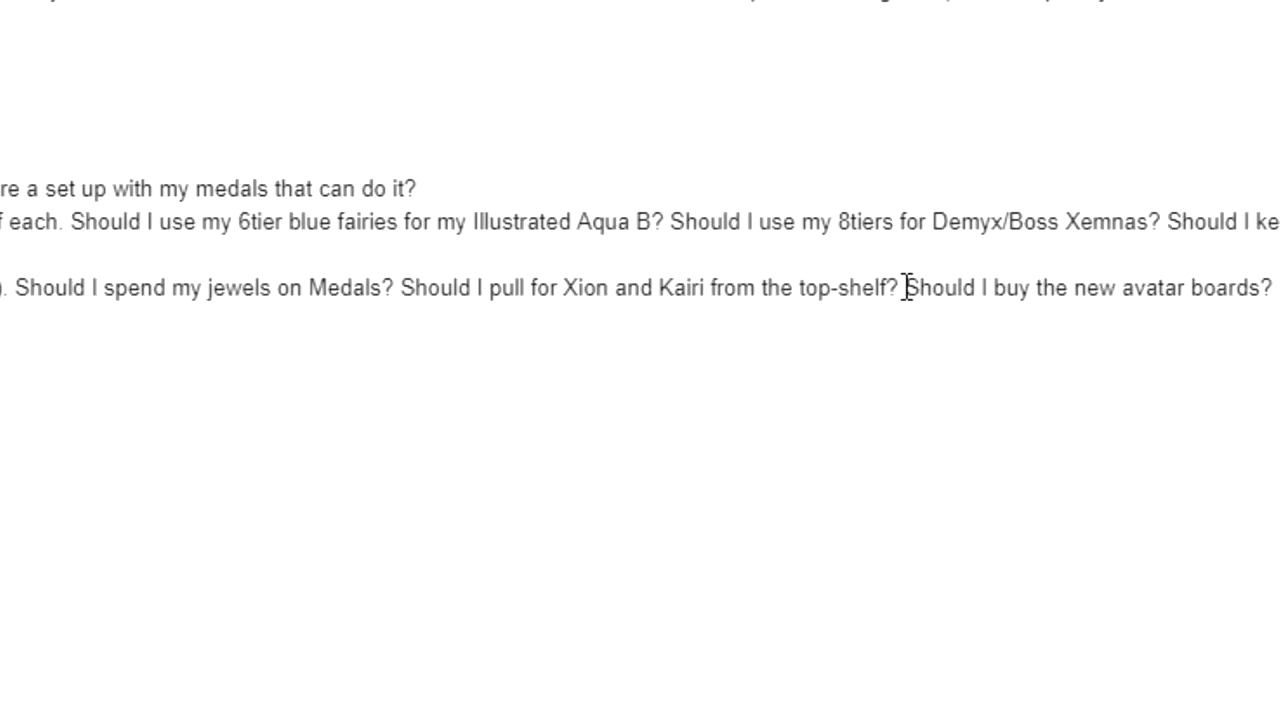 re a set up with my medals that can do it?
f each. Should I use my 6tier blue fairies for my Illustrated Aqua B? Should I use my 8tiers for Demyx/Boss Xemnas? Should I ke
). Should I spend my jewels on Medals? Should I pull for Xion and Kairi from the top-shelf? Should I buy the new avatar boards?